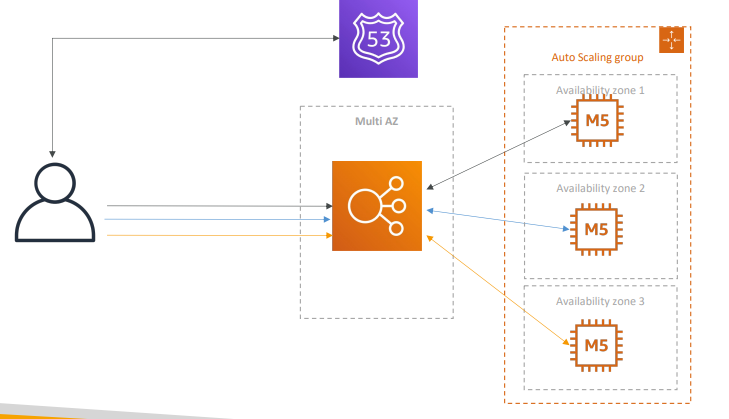 53
Auto Scaling group
Availability zone 1
M5
Multi AZ
Availability zone 2
M5
Availability zone 3
M5